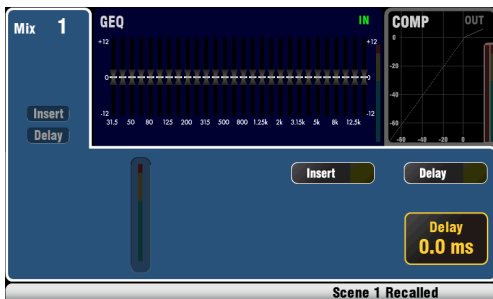 Mix 1
GEQ
IN
COMP
OUT
+12
+12
0
0
-12
-12
31.5 50 80 125 200 315 500 800 1.25k 2k 3.15k 5k 8k 12.5k
0
-20
-40
-60
-60 -40 -20 0
Insert
Delay
Insert
Delay
Delay
0.0 ms
Scene 1 Recalled